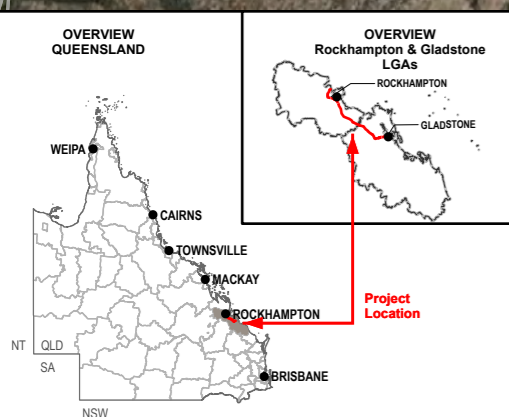 OVERVIEW
QUEENSLAND
OVERVIEW
Rockhampton & Gladstone
LGAs
ROCKHAMPTON
GLADSTONE
WEIPA
CAIRNS
TOWNSVILLE
MACKAY
ROCKHAMPTON
Project
Location
NT QLD
SA
BRISBANE
NSW